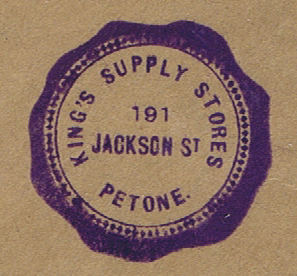 KING'S SUPPLY STORES
191
JACKSON ST
PETONE.